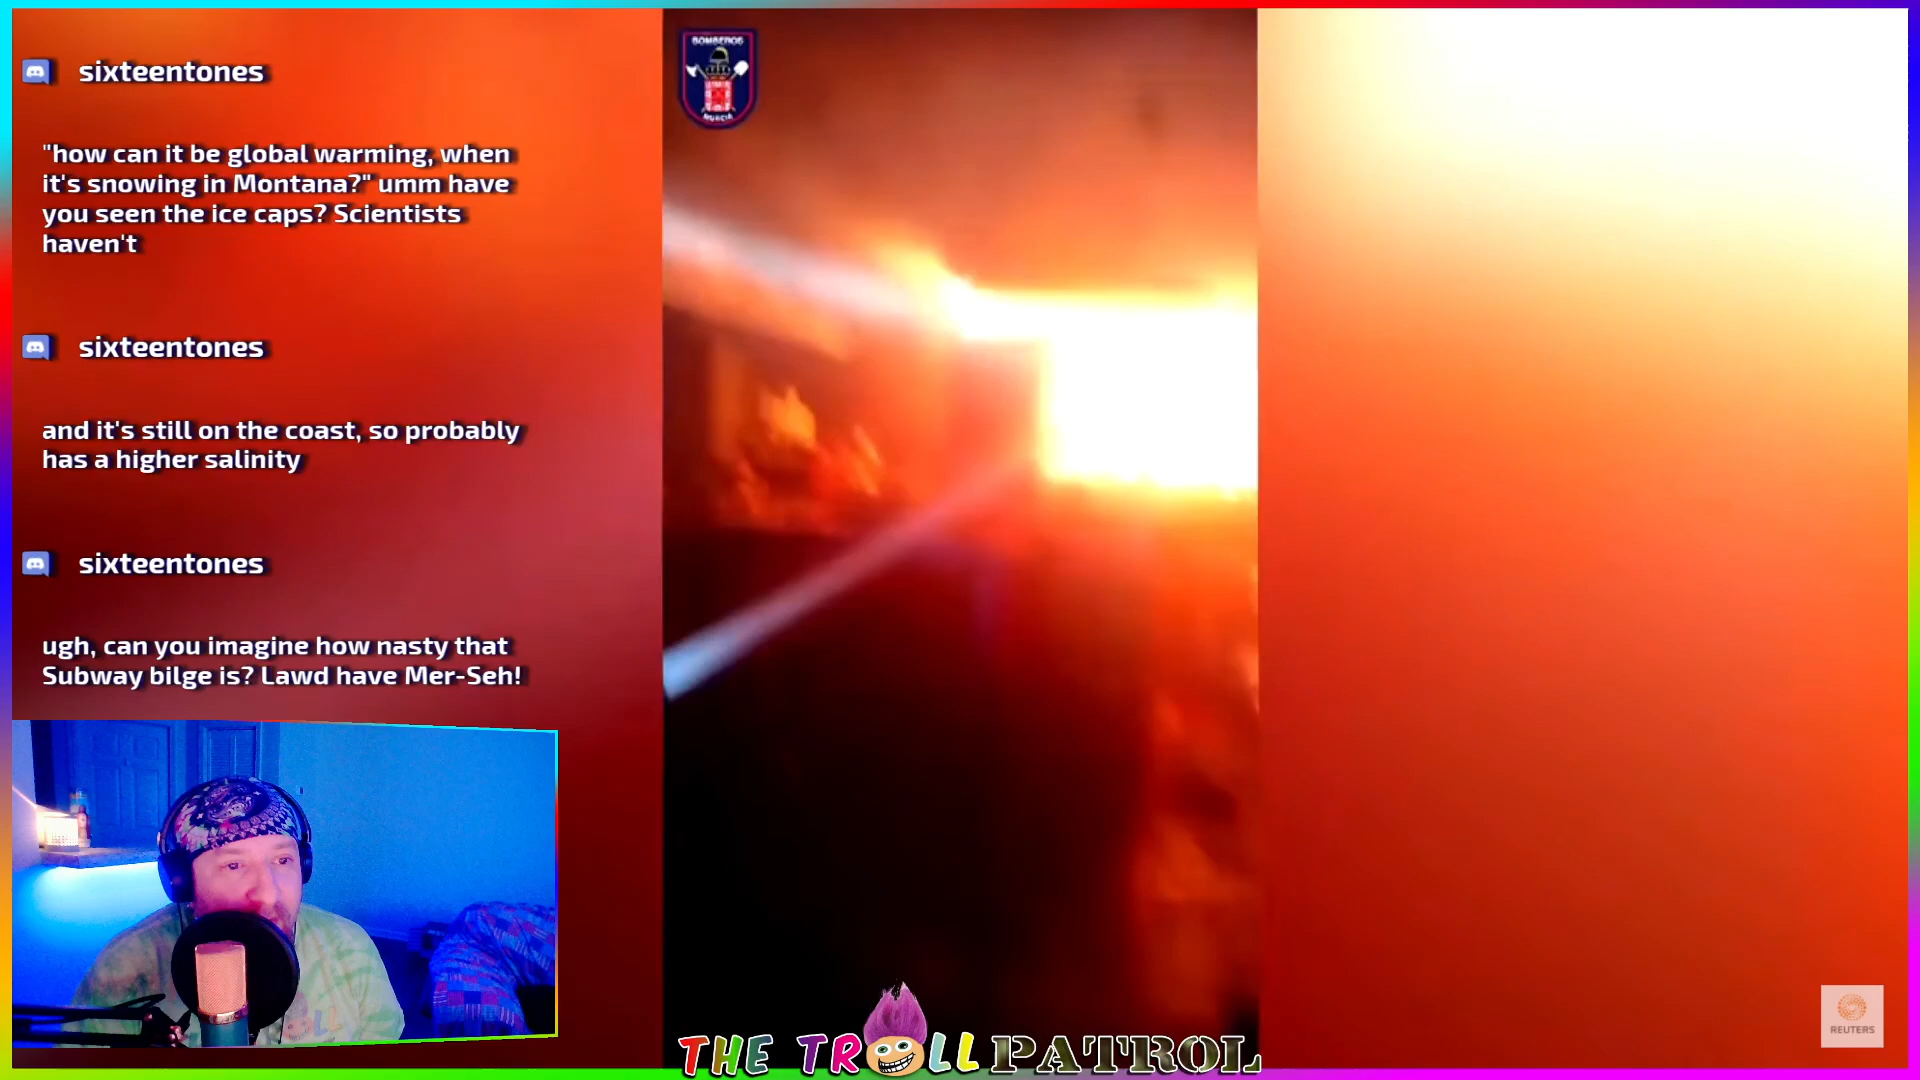 sixteentones
"how can it be global warming, when
it's snowing in Montana?" umm have
you seen the ice caps? Scientists
haven't
sixteentones
and it's still on the coast, so probably
has a higher salinity
sixteentones
ugh, can you imagine how nasty that
Subway bilge is? Lawd have Mer-Seh!
BOMBEROS
MURCIA
THE TROLL PATROL
REUTERS